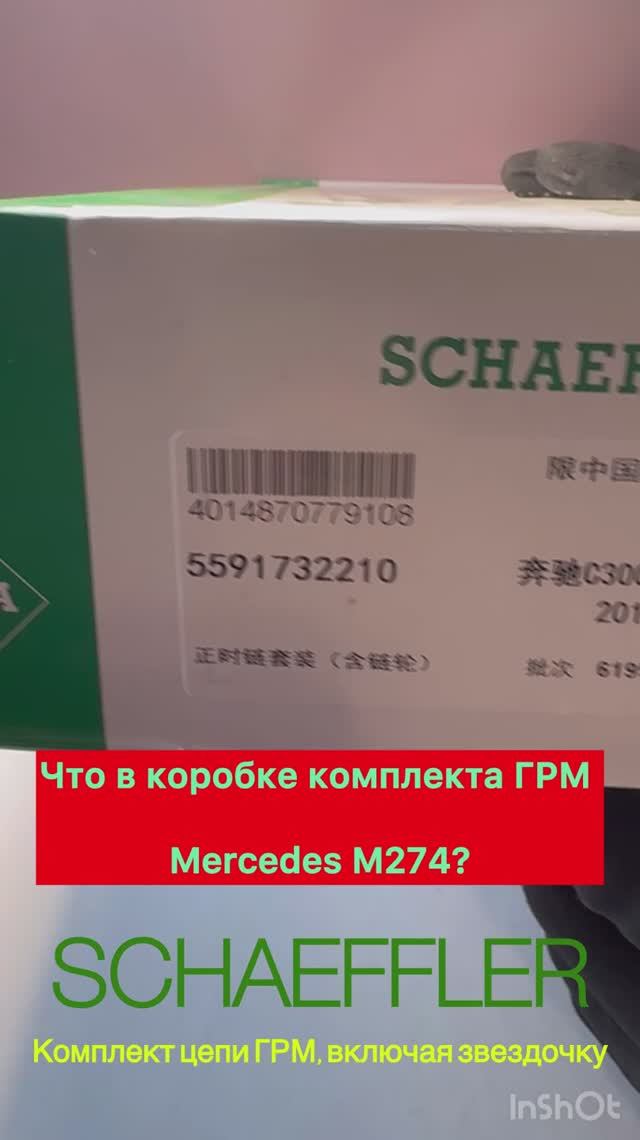 SCHAEF
4014870779108
限中国
5591732210
奔驰C300
201
正时链套装（含链轮）
批次 619
Что в коробке комплекта ГРМ
Mercedes M274?
SCHAEFFLER
Комплект цепи ГРМ, включая звездочку
InShOt